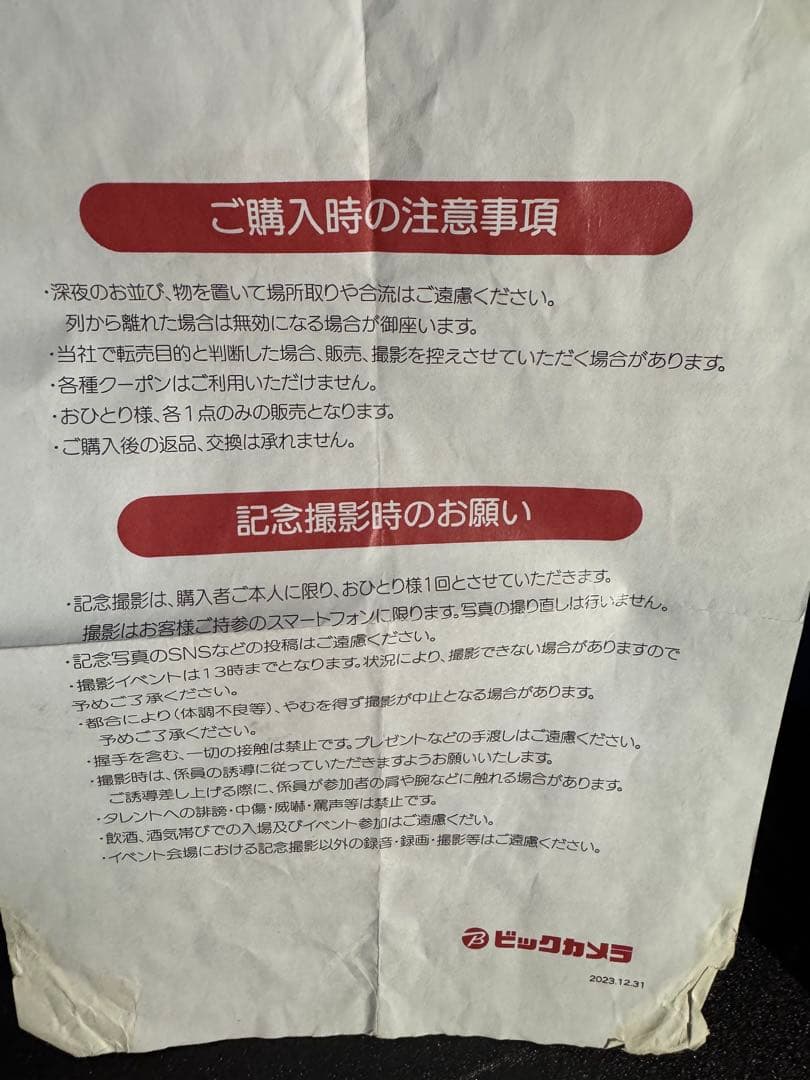 ご購入時の注意事項
・深夜のお並び、物を置いて場所取りや合流はご遠慮ください。
列から離れた場合は無効になる場合が御座います。
・当社で転売目的と判断した場合、販売、撮影を控えさせていただく場合があります。
・各種クーポンはご利用いただけません。
・おひとり様、各1点のみの販売となります。
・ご購入後の返品、交換は承れません。
記念撮影時のお願い
・記念撮影は、購入者ご本人に限り、おひとり様1回とさせていただきます。
撮影はお客様ご持参のスマートフォンに限ります。写真の撮り直しは行いません。
・記念写真のSNSなどの投稿はご遠慮ください。
・撮影イベントは13時までとなります。状況により、撮影できない場合がありますので
予めご了承ください。
・都合により(体調不良等)、やむを得ず撮影が中止となる場合があります。
予めご了承ください。
・握手を含む、一切の接触は禁止です。プレゼントなどの手渡しはご遠慮ください。
・撮影時は、係員の誘導に従っていただきますようお願いいたします。
ご誘導差し上げる際に、係員が参加者の肩や腕などに触れる場合があります。
・タレントへの誹謗・中傷・威嚇・罵声等は禁止です。
・飲酒、酒気帯びでの入場及びイベント参加はご遠慮くだい。
・イベント会場における記念撮影以外の録音・録画・撮影等はご遠慮ください。
B ビックカメラ
2023.12.31